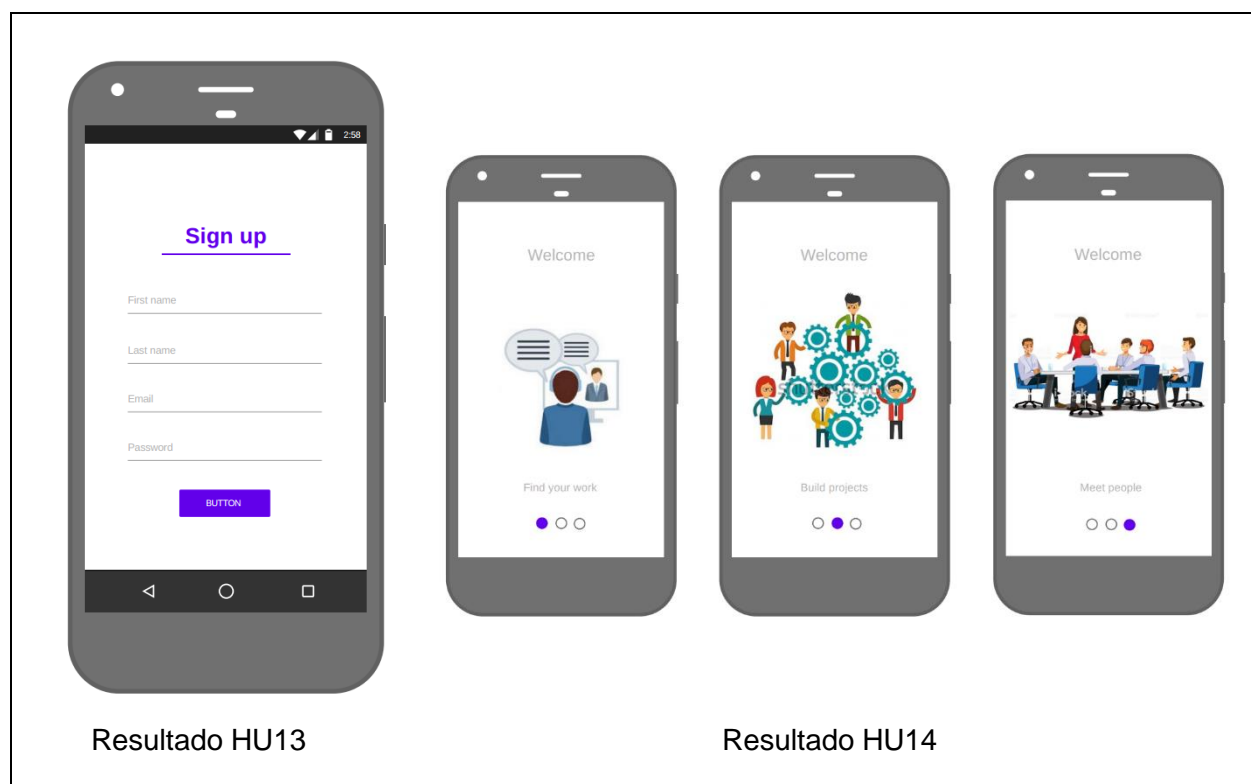 2:58
Sign up
First name
Last name
Email
Password
BUTTON
Welcome
Find your work
Welcome
Build projects
Welcome
Meet people
Resultado HU13
Resultado HU14